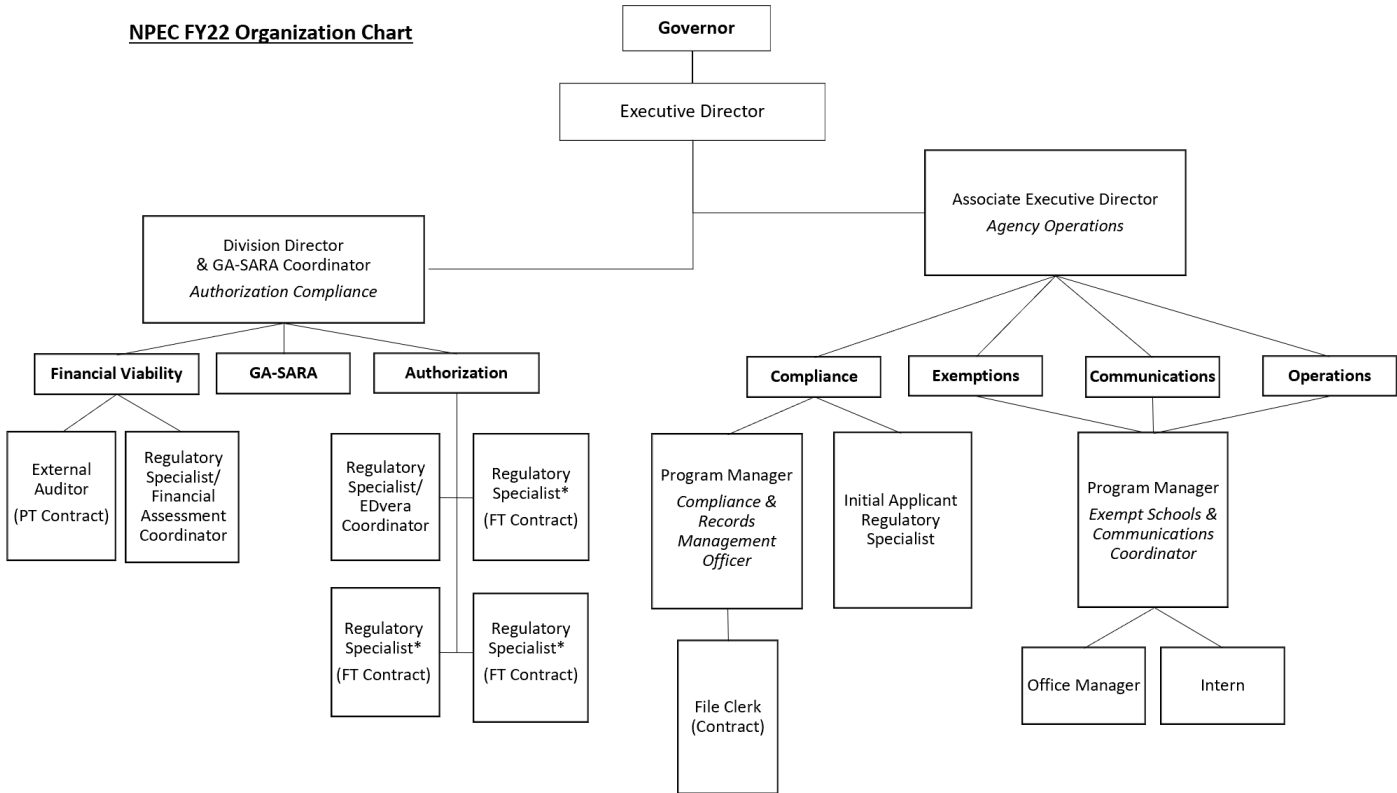 NPEC FY22 Organization Chart
Governor
Executive Director
Associate Executive Director
Agency Operations
Division Director
& GA-SARA Coordinator
Authorization Compliance
Financial Viability
GA-SARA
Authorization
Compliance
Exemptions
Communications
Operations
External
Auditor
(PT Contract)
Regulatory
Specialist/
Financial
Assessment
Coordinator
Regulatory
Specialist/
EDvera
Coordinator
Regulatory
Specialist*
(FT Contract)
Regulatory
Specialist*
(FT Contract)
Regulatory
Specialist*
(FT Contract)
Program Manager
Compliance &
Records
Management
Officer
Initial Applicant
Regulatory
Specialist
Program Manager
Exempt Schools &
Communications
Coordinator
File Clerk
(Contract)
Office Manager
Intern